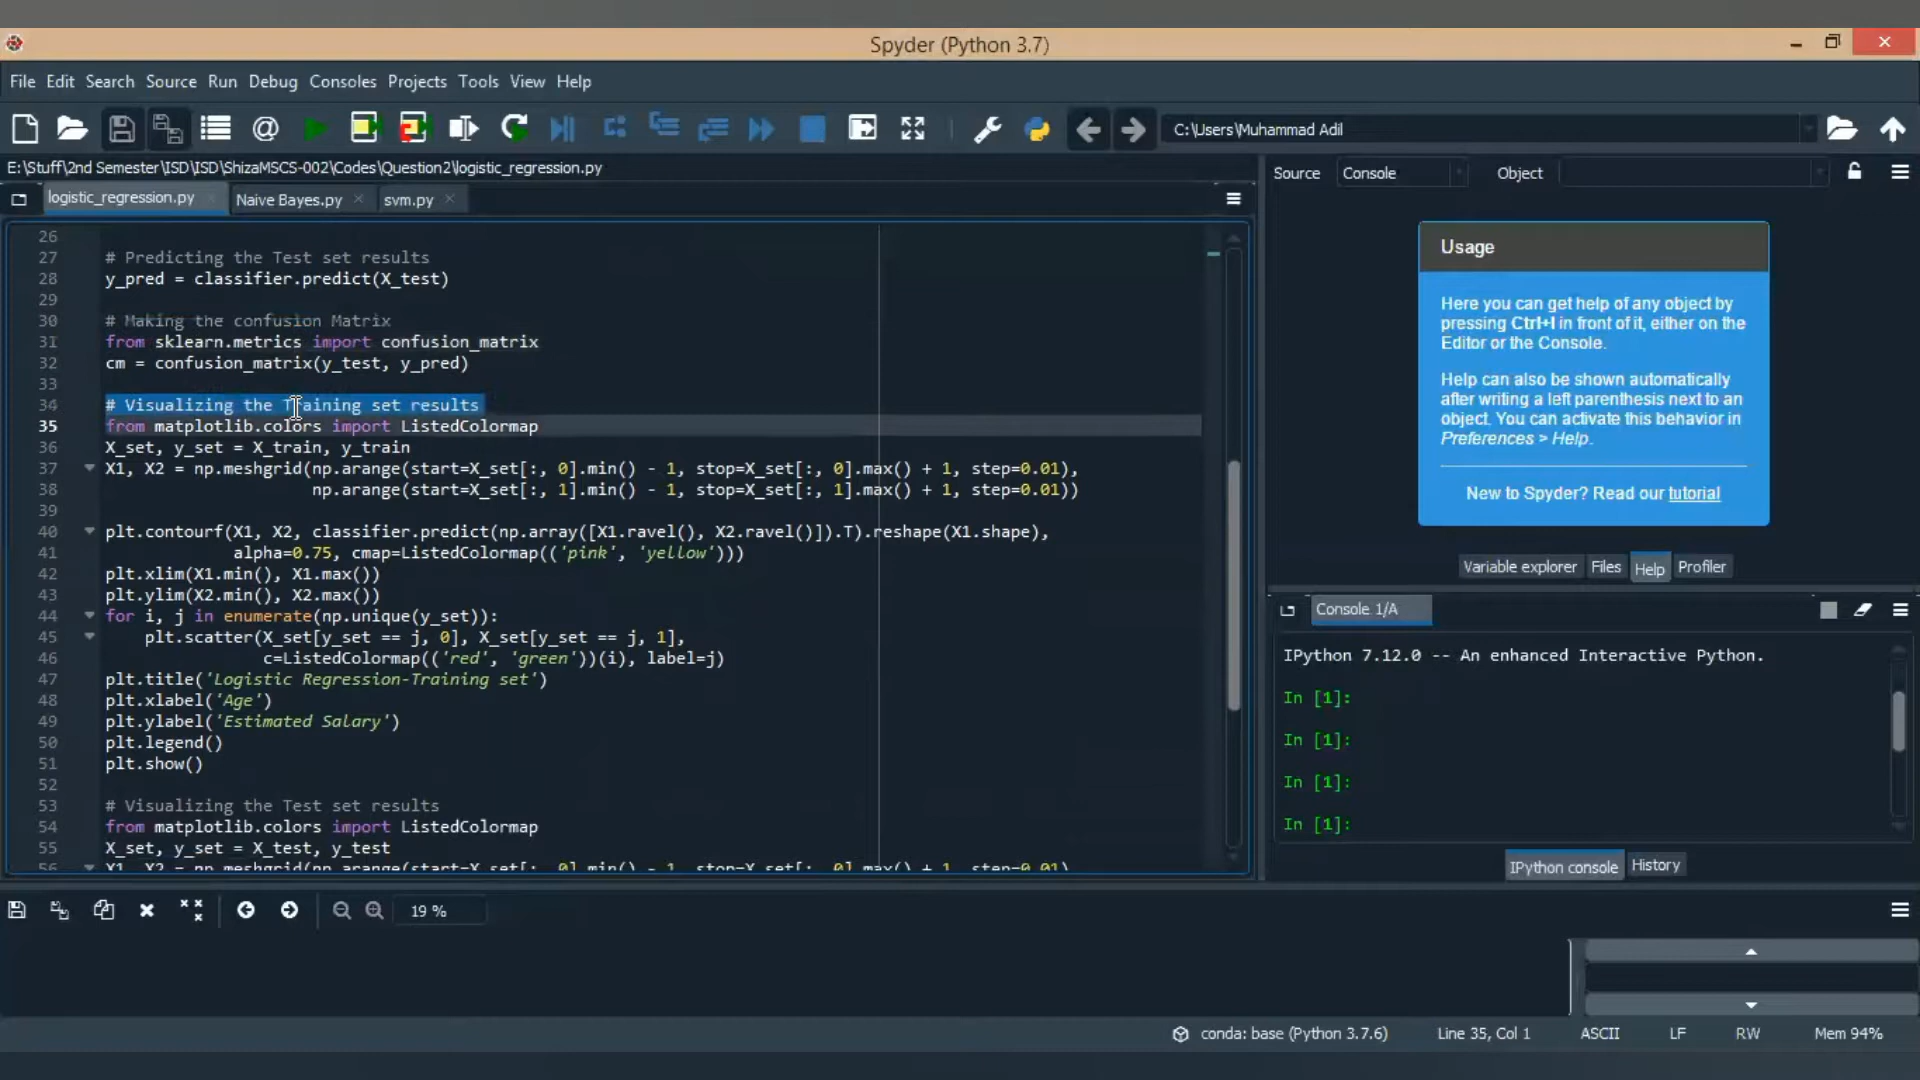 Spyder (Python 3.7)
File Edit Search Source Run Debug Consoles Projects Tools View Help
C:\Users\Muhammad Adil
E:\Stuff\2nd Semester\ISD\ISD\ShizaMSCS-002\Codes\Question2\logistic_regression.py
logistic_regression.py Naive Bayes.py svm.py
26
27 # Predicting the Test set results
28 y_pred = classifier.predict(X_test)
29
30 # Making the confusion Matrix
31 from sklearn.metrics import confusion_matrix
32 cm = confusion_matrix(y_test, y_pred)
33
34 # Visualizing the Training set results
35 from matplotlib.colors import ListedColormap
36 X_set, y_set = X_train, y_train
37 X1, X2 = np.meshgrid(np.arange(start=X_set[:, 0].min() - 1, stop=X_set[:, 0].max() + 1, step=0.01),
38 np.arange(start=X_set[:, 1].min() - 1, stop=X_set[:, 1].max() + 1, step=0.01))
39
40 plt.contourf(X1, X2, classifier.predict(np.array([X1.ravel(), X2.ravel()]).T).reshape(X1.shape),
41 alpha=0.75, cmap=ListedColormap(('pink', 'yellow')))
42 plt.xlim(X1.min(), X1.max())
43 plt.ylim(X2.min(), X2.max())
44 for i, j in enumerate(np.unique(y_set)):
45 plt.scatter(X_set[y_set == j, 0], X_set[y_set == j, 1],
46 c=ListedColormap(('red', 'green'))(i), label=j)
47 plt.title('Logistic Regression-Training set')
48 plt.xlabel('Age')
49 plt.ylabel('Estimated Salary')
50 plt.legend()
51 plt.show()
52
53 # Visualizing the Test set results
54 from matplotlib.colors import ListedColormap
55 X_set, y_set = X_test, y_test
56 X1, X2 = np.meshgrid(np.arange(start=X_set[:, 0].min() - 1, stop=X_set[:, 0].max() + 1, step=0.01)
Source Console Object
Usage
Here you can get help of any object by
pressing Ctrl+I in front of it, either on the
Editor or the Console.
Help can also be shown automatically
after writing a left parenthesis next to an
object. You can activate this behavior in
Preferences > Help.
New to Spyder? Read our tutorial
Variable explorer Files Help Profiler
Console 1/A
IPython 7.12.0 -- An enhanced Interactive Python.
In [1]:
In [1]:
In [1]:
In [1]:
IPython console History
19 %
conda: base (Python 3.7.6) Line 35, Col 1 ASCII LF RW Mem 94%